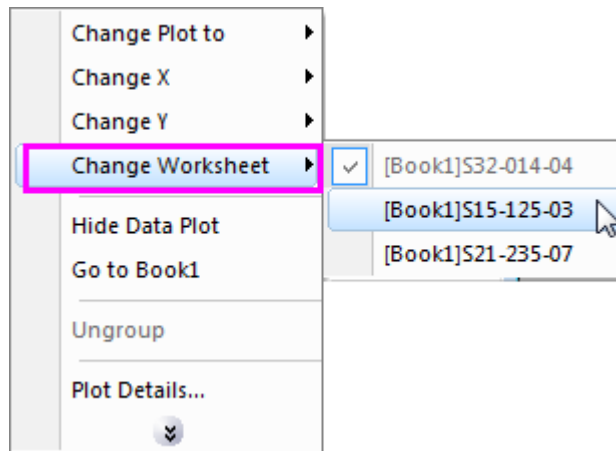 Change Plot to
Change X
Change Y
Change Worksheet
[Book1]S32-014-04
[Book1]S15-125-03
[Book1]S21-235-07
Hide Data Plot
Go to Book1
Ungroup
Plot Details...